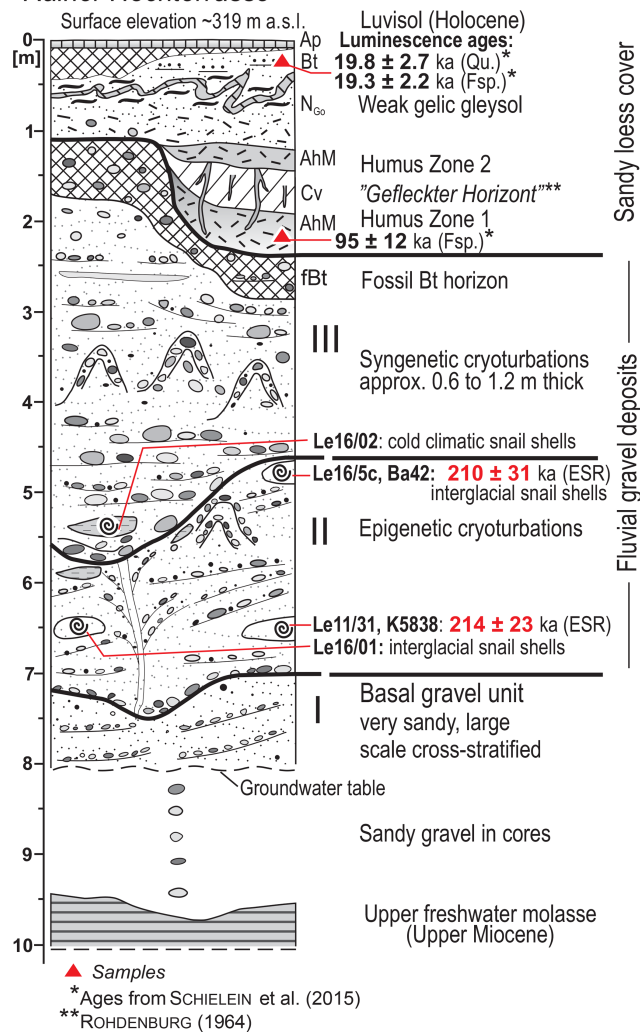 Surface elevation ~319 m a.s.l.
Luvisol (Holocene)
0
[m]
Ap
Luminescence ages:
Bt
19.8 ± 2.7 ka (Qu.)*
19.3 ± 2.2 ka (Fsp.)*
NGo
Weak gelic gleysol
1
Sandy loess cover
AhM
Humus Zone 2
Cv
"Gefleckter Horizont"**
2
AhM
Humus Zone 1
95 ± 12 ka (Fsp.)*
fBt
Fossil Bt horizon
3
III
Syngenetic cryoturbations
approx. 0.6 to 1.2 m thick
4
Fluvial gravel deposits
Le16/02: cold climatic snail shells
Le16/5c, Ba42: 210 ± 31 ka (ESR)
interglacial snail shells
5
II
Epigenetic cryoturbations
6
Le11/31, K5838: 214 ± 23 ka (ESR)
Le16/01: interglacial snail shells
7
I
Basal gravel unit
very sandy, large
scale cross-stratified
8
Groundwater table
Sandy gravel in cores
9
Upper freshwater molasse
(Upper Miocene)
10
Samples
*Ages from SCHIELEIN et al. (2015)
**ROHDENBURG (1964)